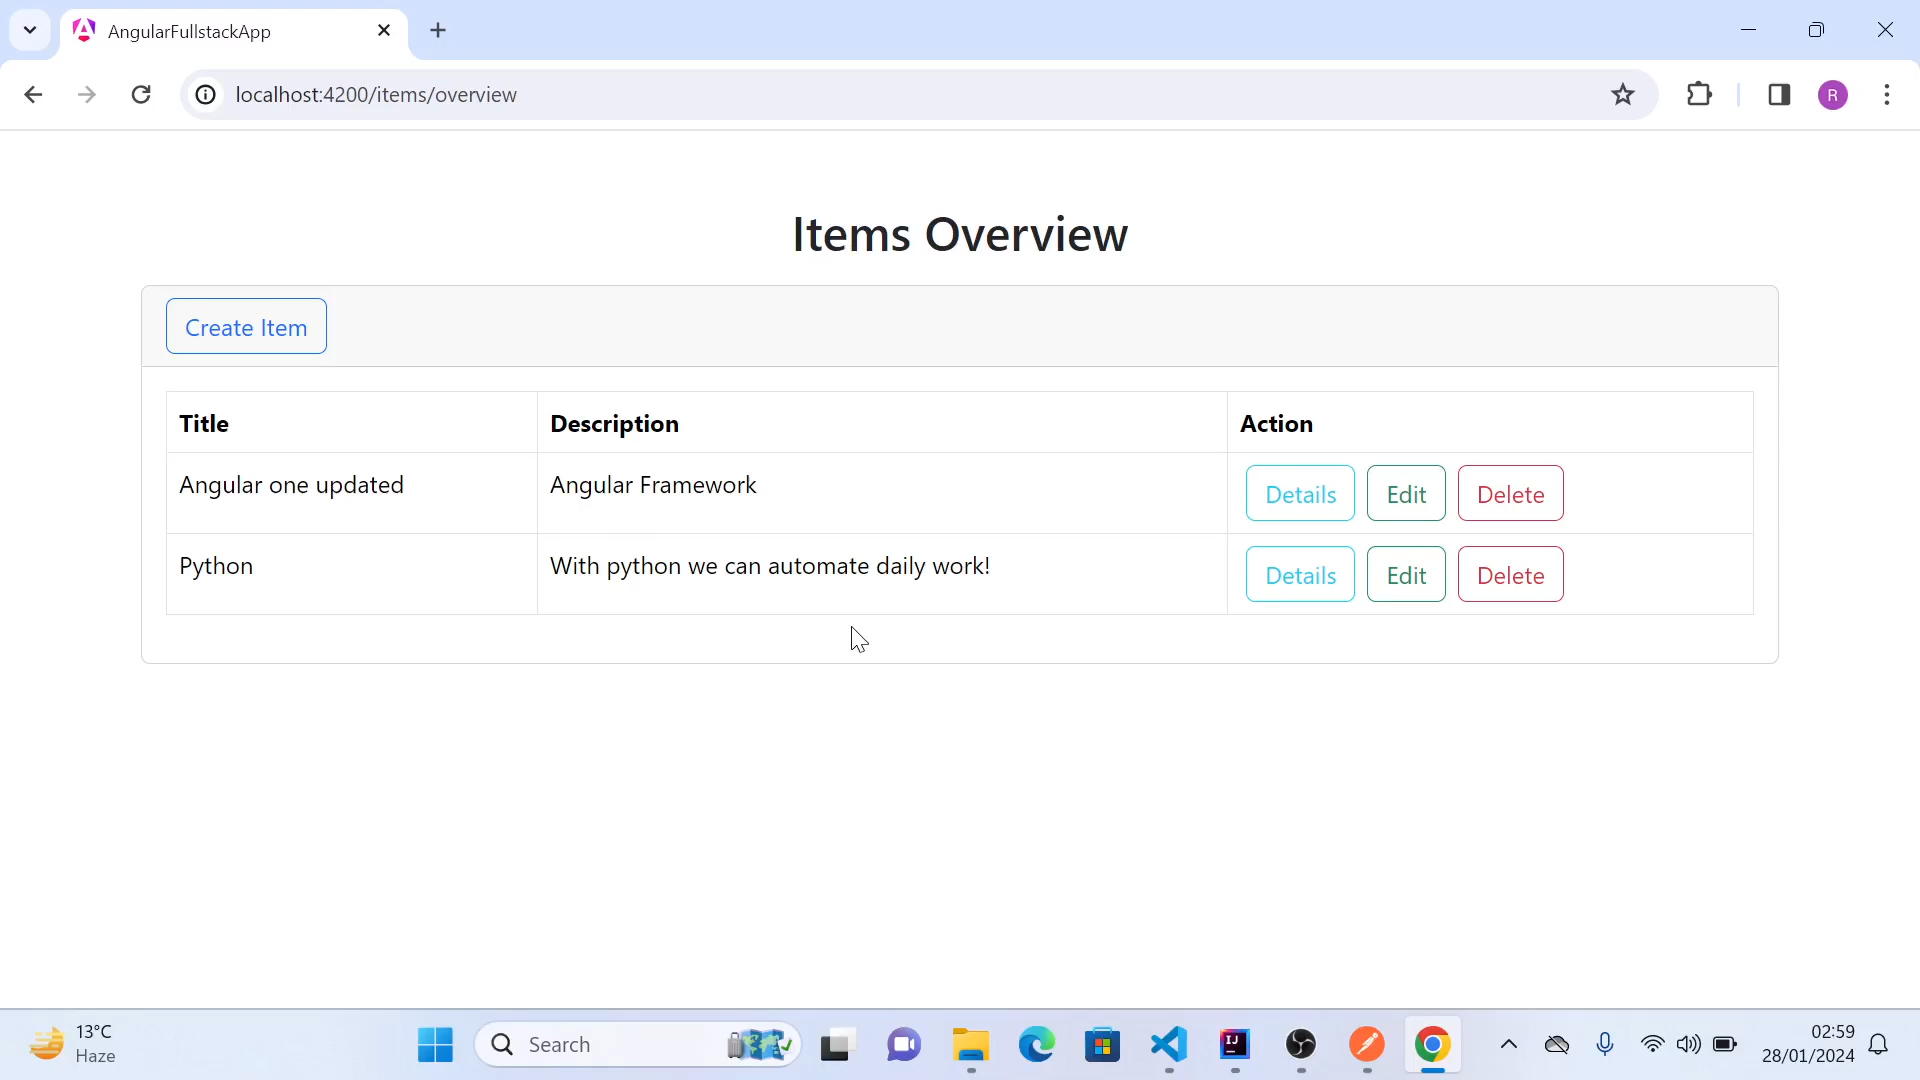 AngularFullstackApp
localhost:4200/items/overview
R
Items Overview
Create Item
Title Description Action
Angular one updated Angular Framework Details Edit Delete
Python With python we can automate daily work! Details Edit Delete
13°C
Haze
Search
IJ
02:59
28/01/2024